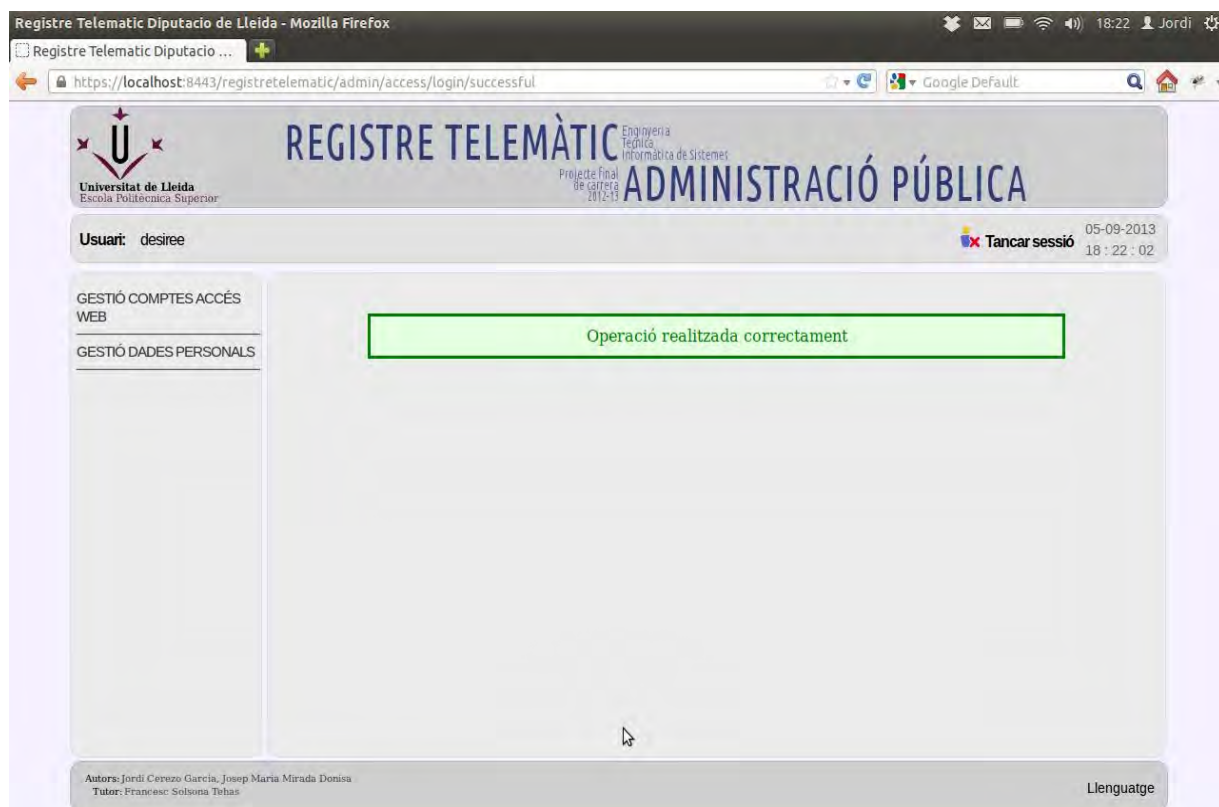 Registre Telematic Diputacio de Lleida - Mozilla Firefox
18:22 Jordi
Registre Telematic Diputacio ...
https://localhost:8443/registretelematic/admin/access/login/successful
Google Default
Universitat de Lleida
Escola Politècnica Superior
REGISTRE TELEMÀTIC
Enginyeria
Tècnica
Informàtica de Sistemes
Projecte final
de carrera
2012-13
ADMINISTRACIÓ PÚBLICA
Usuari: desiree
Tancar sessió
05-09-2013
18 : 22 : 02
GESTIÓ COMPTES ACCÉS
WEB
GESTIÓ DADES PERSONALS
Operació realitzada correctament
Autors: Jordi Cerezo Garcia, Josep Maria Mirada Donisa
Tutor: Francesc Solsona Tehas
Llenguatge